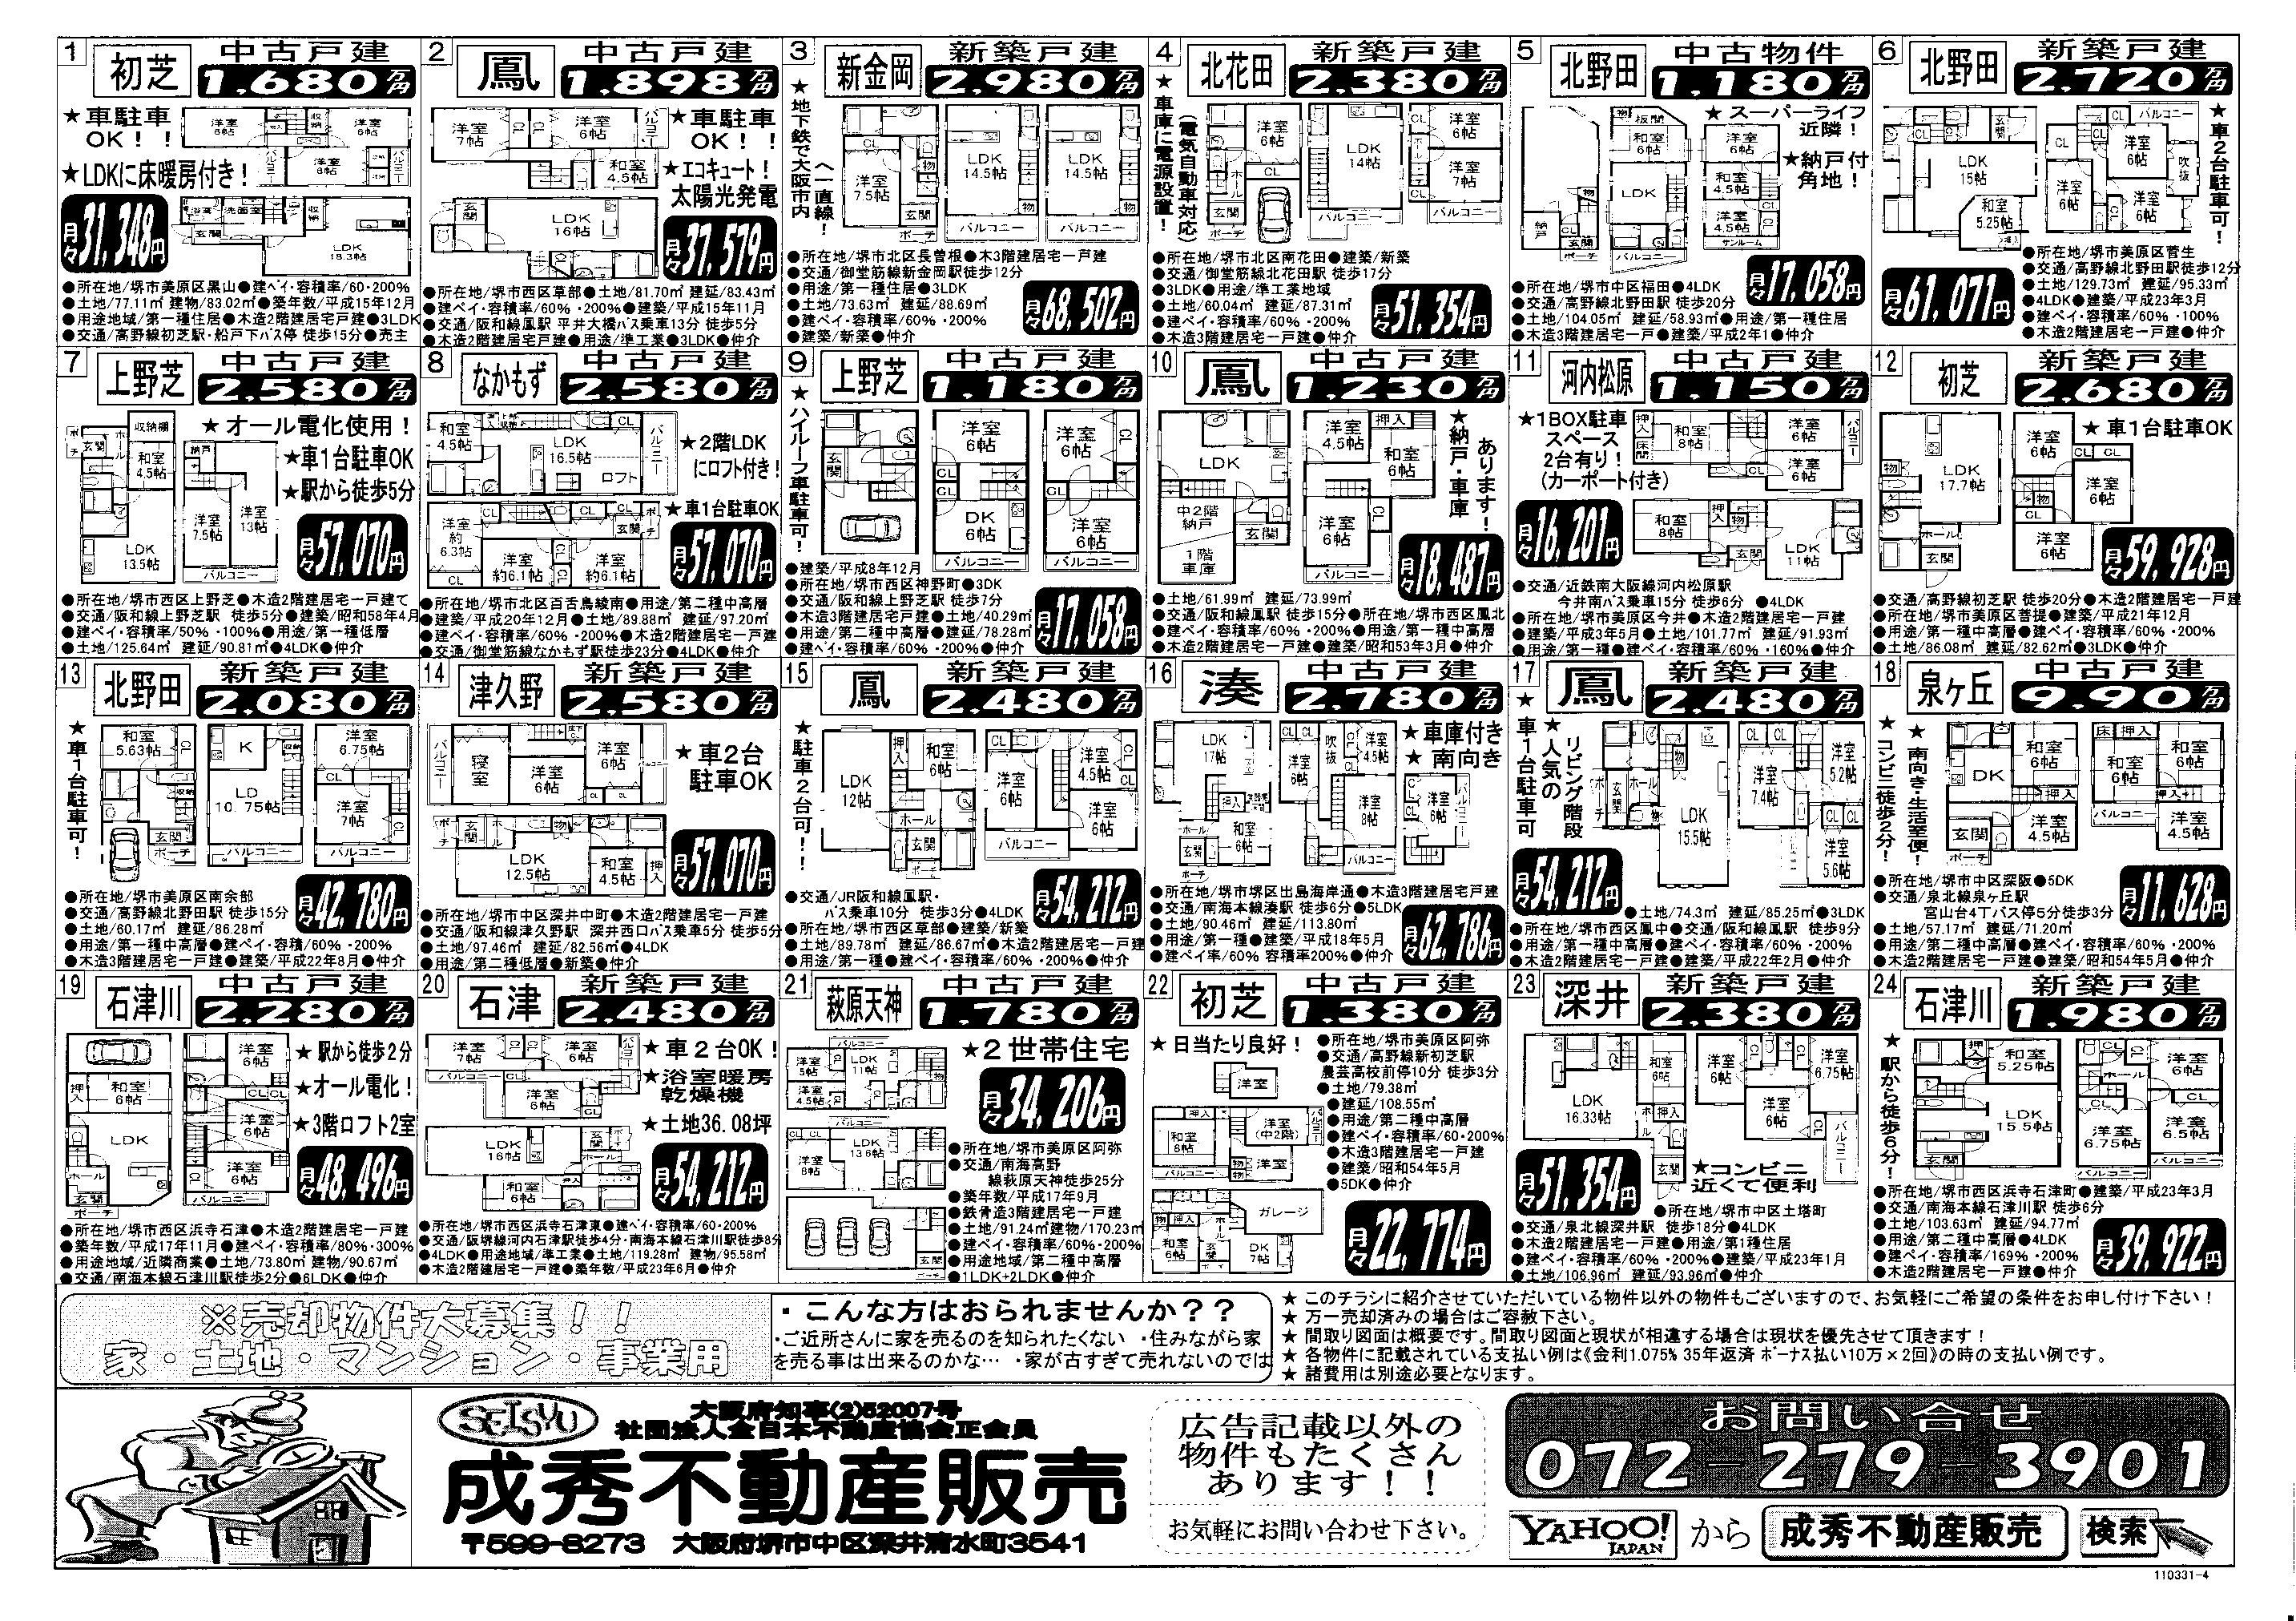 1
初芝
中古戸建
1,680万円
★車駐車
OK!!
★LDKに床暖房付き!
月々31,348円
●所在地/堺市美原区黒山●建ペイ・容積率/60・200%
●土地/77.11㎡ 建物/83.02㎡●築年数/平成15年12月
●用途地域/第一種住居●木造2階建居宅戸建●3LDK
●交通/高野線初芝駅・船戸下バス停 徒歩15分●売主
2
鳳
中古戸建
1,898万円
★車駐車
OK!!
★エコキュート!
太陽光発電
月々37,579円
●所在地/堺市西区草部●土地/81.70㎡ 建延/83.43㎡
●建ペイ・容積率/60% ・200%●建築/平成15年11月
●交通/阪和線鳳駅 平井大橋バス乗車13分 徒歩5分
●木造2階建居宅一戸建●用途/準工業●3LDK●仲介
3
新金岡
新築戸建
2,980万円
★地下鉄で大阪市内
へ一直線!
●所在地/堺市北区長曽根●木3階建居宅一戸建
●交通/御堂筋線新金岡駅徒歩12分
●用途/第一種住居●3LDK
●土地/73.63㎡ 建延/88.69㎡
●建ペイ・容積率/60% ・200%
●建築/新築●仲介
月々68,502円
4
北花田
新築戸建
2,380万円
★車庫に電源設置!
(電気自動車対応)
●所在地/堺市北区南花田●建築/新築
●交通/御堂筋線北花田駅 徒歩17分
●3LDK●用途/準工業地域
●土地/60.04㎡ 建延/87.31㎡
●建ペイ・容積率/60% ・200%
●木造3階建居宅一戸建●仲介
月々51,354円
5
北野田
中古物件
1,180万円
★スーパーライフ
近隣!
★納戸付
角地!
月々17,058円
●所在地/堺市中区福田●4LDK
●交通/高野線北野田駅 徒歩20分
●土地/104.05㎡ 建延/58.93㎡●用途/第一種住居
●木造2階建居宅一戸●建築/平成2年1●仲介
6
北野田
新築戸建
2,720万円
★車2台駐車可!
月々61,071円
●所在地/堺市美原区菅生
●交通/高野線北野田駅徒歩12分
●土地/129.73㎡ 建延/95.33㎡
●4LDK●建築/平成23年3月
●建ペイ・容積率/60% ・100%
●木造2階建居宅一戸建●仲介
7
上野芝
中古戸建
2,580万円
★オール電化使用!
★車1台駐車OK
★駅から徒歩5分
月々57,070円
●所在地/堺市西区上野芝●木造2階建居宅一戸建て
●交通/阪和線上野芝駅 徒歩5分●建築/昭和58年4月
●建ペイ・容積率/50% ・100%●用途/第一種低層
●土地/125.64㎡ 建延/90.81㎡●4LDK●仲介
8
なかもず
中古戸建
2,580万円
★2階LDK
にロフト付き!
★車1台駐車OK
月々57,070円
●所在地/堺市北区百舌鳥綾南●用途/第二種中高層
●建築/平成20年12月●土地/89.88㎡ 建延/97.20㎡
●建ペイ・容積率/60% ・200%●木造2階建居宅一戸建
●交通/御堂筋線なかもず駅徒歩23分●4LDK●仲介
9
上野芝
中古戸建
1,180万円
★ハイルーフ車駐車可!
●建築/平成8年12月
●所在地/堺市西区神野町●3DK
●交通/阪和線上野芝駅 徒歩7分
●木造3階建居宅戸建●土地/40.29㎡
●用途/第二種中高層●建延/78.28㎡
●建ペイ・容積率/60% ・200%●仲介
月々17,058円
10
鳳
中古戸建
1,230万円
★納戸・車庫
あります!
月々18,487円
●土地/61.99㎡ 建延/73.99㎡
●交通/阪和線鳳駅 徒歩15分●所在地/堺市西区鳳北
●建ペイ・容積率/60% ・200%●用途/第一種中高層
●木造2階建居宅一戸建●建築/昭和53年3月●仲介
11
河内松原
中古戸建
1,150万円
★1BOX駐車
スペース
2台有り!
(カーポート付き)
月々16,201円
●交通/近鉄南大阪線河内松原駅
今井南バス乗車15分 徒歩6分 ●4LDK
●所在地/堺市美原区今井●木造2階建居宅一戸建
●建築/平成3年5月●土地/101.77㎡ 建延/91.93㎡
●用途/第一種●建ペイ・容積率/60% ・160%●仲介
12
初芝
新築戸建
2,680万円
★車1台駐車OK
月々59,928円
●交通/高野線初芝駅 徒歩20分●木造2階建居宅一戸建
●所在地/堺市美原区菩提●建築/平成21年12月
●用途/第一種中高層●建ペイ・容積率/60% ・200%
●土地/86.08㎡ 建延/82.62㎡●3LDK●仲介
13
北野田
新築戸建
2,080万円
★車1台駐車可!
●所在地/堺市美原区南余部
●交通/高野線北野田駅 徒歩15分
●土地/60.17㎡ 建延/86.28㎡
●用途/第一種中高層●建ペイ・容積/60% ・200%
●木造3階建居宅一戸建●建築/平成22年8月●仲介
月々42,780円
14
津久野
新築戸建
2,580万円
★車2台
駐車OK
月々57,070円
●所在地/堺市中区深井中町●木造2階建居宅一戸建
●交通/阪和線津久野駅 深井西口バス乗車5分 徒歩5分
●土地/97.46㎡ 建延/82.56㎡●4LDK
●用途/第二種低層●新築●仲介
15
鳳
新築戸建
2,480万円
★駐車2台可!!
●交通/JR阪和線鳳駅・
バス乗車10分 徒歩3分●4LDK
●所在地/堺市西区草部●建築/新築
●土地/89.78㎡ 建延/86.67㎡●木造2階建居宅一戸建
●用途/第一種●建ペイ・容積率/60% ・200%●仲介
月々54,212円
16
湊
中古戸建
2,780万円
★車庫付き
★南向き
●所在地/堺市堺区出島海岸通●木造3階建居宅戸建
●交通/南海本線湊駅 徒歩6分●5LDK
●土地/90.46㎡ 建延/113.80㎡
●用途/第一種●建築/平成18年5月
●建ペイ率/60% 容積率200%●仲介
月々62,786円
17
鳳
新築戸建
2,480万円
★車1台駐車可
★人気の
リビング階段
月々54,212円
●土地/74.3㎡ 建延/85.25㎡●3LDK
●所在地/堺市西区鳳中●交通/阪和線鳳駅 徒歩9分
●用途/第一種中高層●建ペイ・容積率/60% ・200%
●木造2階建居宅一戸建●建築/平成22年2月●仲介
18
泉ヶ丘
中古戸建
9.90万円
★コンビニ徒歩2分!
★南向き・生活至便!
●所在地/堺市中区深阪●5DK
●交通/泉北線泉ヶ丘駅
宮山台4丁バス停5分徒歩3分
●土地/57.17㎡ 建延/71.20㎡
●用途/第二種中高層●建ペイ・容積率/60% ・200%
●木造2階建居宅一戸建●建築/昭和54年5月●仲介
月々11,628円
19
石津川
中古戸建
2,280万円
★駅から徒歩2分
★オール電化!
★3階ロフト2室
月々48,496円
●所在地/堺市西区浜寺石津●木造2階建居宅一戸建
●築年数/平成17年11月●建ペイ・容積率/80%・300%
●用途地域/近隣商業●土地/73.80㎡ 建物/90.67㎡
●交通/南海本線石津川駅徒歩2分●6LDK●仲介
20
石津
新築戸建
2,480万円
★車2台OK!
★浴室暖房
乾燥機
★土地36.08坪
月々54,212円
●所在地/堺市西区浜寺石津東●建ペイ・容積率/60・200%
●交通/阪堺線河内石津駅徒歩4分・南海本線石津川駅徒歩8分
●4LDK●用途地域/準工業●土地/119.28㎡ 建物/95.58㎡
●木造2階建居宅一戸建●築年数/平成23年6月●仲介
21
萩原天神
中古戸建
1,780万円
★2世帯住宅
月々34,206円
●所在地/堺市美原区阿弥
●交通/南海高野
線萩原天神徒歩25分
●築年数/平成17年9月
●鉄骨造3階建居宅一戸建
●土地/91.24㎡建物/170.23㎡
●建ペイ・容積率/60%・200%
●用途地域/第二種中高層
●1LDK+2LDK●仲介
22
初芝
中古戸建
1,380万円
★日当たり良好!
●所在地/堺市美原区阿弥
●交通/高野線新初芝駅
農芸高校前停10分 徒歩3分
●土地/79.38㎡
●建延/108.55㎡
●用途/第二種中高層
●建ペイ・容積率/60・200%
●木造3階建居宅一戸建
●建築/昭和54年5月
●5DK●仲介
月々22,774円
23
深井
新築戸建
2,380万円
月々51,354円
★コンビニ
近くて便利
●所在地/堺市中区土塔町
●交通/泉北線深井駅 徒歩18分●4LDK
●木造2階建居宅一戸建●用途/第1種住居
●建ペイ・容積率/60% ・200%●建築/平成23年1月
●土地/106.96㎡ 建延/93.96㎡●仲介
24
石津川
新築戸建
1,980万円
★駅から徒歩6分!
●所在地/堺市西区浜寺石津町●建築/平成23年3月
●交通/南海本線石津川駅 徒歩6分
●土地/103.63㎡ 建延/94.77㎡
●用途/第二種中高層●4LDK
●建ペイ・容積率/169% ・200%
●木造2階建居宅一戸建●仲介
月々39,922円
※売却物件大募集!!
家・土地・マンション・事業用
・こんな方はおられませんか??
・ご近所さんに家を売るのを知られたくない ・住みながら家
を売る事は出来るのかな… ・家が古すぎて売れないのでは
★ このチラシに紹介させていただいている物件以外の物件もございますので、お気軽にご希望の条件をお申し付け下さい!
★ 万一売却済みの場合はご容赦下さい。
★ 間取り図面は概要です。間取り図面と現状が相違する場合は現状を優先させて頂きます!
★ 各物件に記載されている支払い例は《金利1.075% 35年返済 ボーナス払い10万×2回》の時の支払い例です。
★ 諸費用は別途必要となります。
SEISYU
大阪府知事(2)52007号
社団法人全日本不動産協会正会員
成秀不動産販売
〒599-8273 大阪府堺市中区深井清水町3541
広告記載以外の
物件もたくさん
あります!!
お気軽にお問い合わせ下さい。
お問い合せ
072-279-3901
YAHOO!
JAPAN
から
成秀不動産販売
検索
110331-4